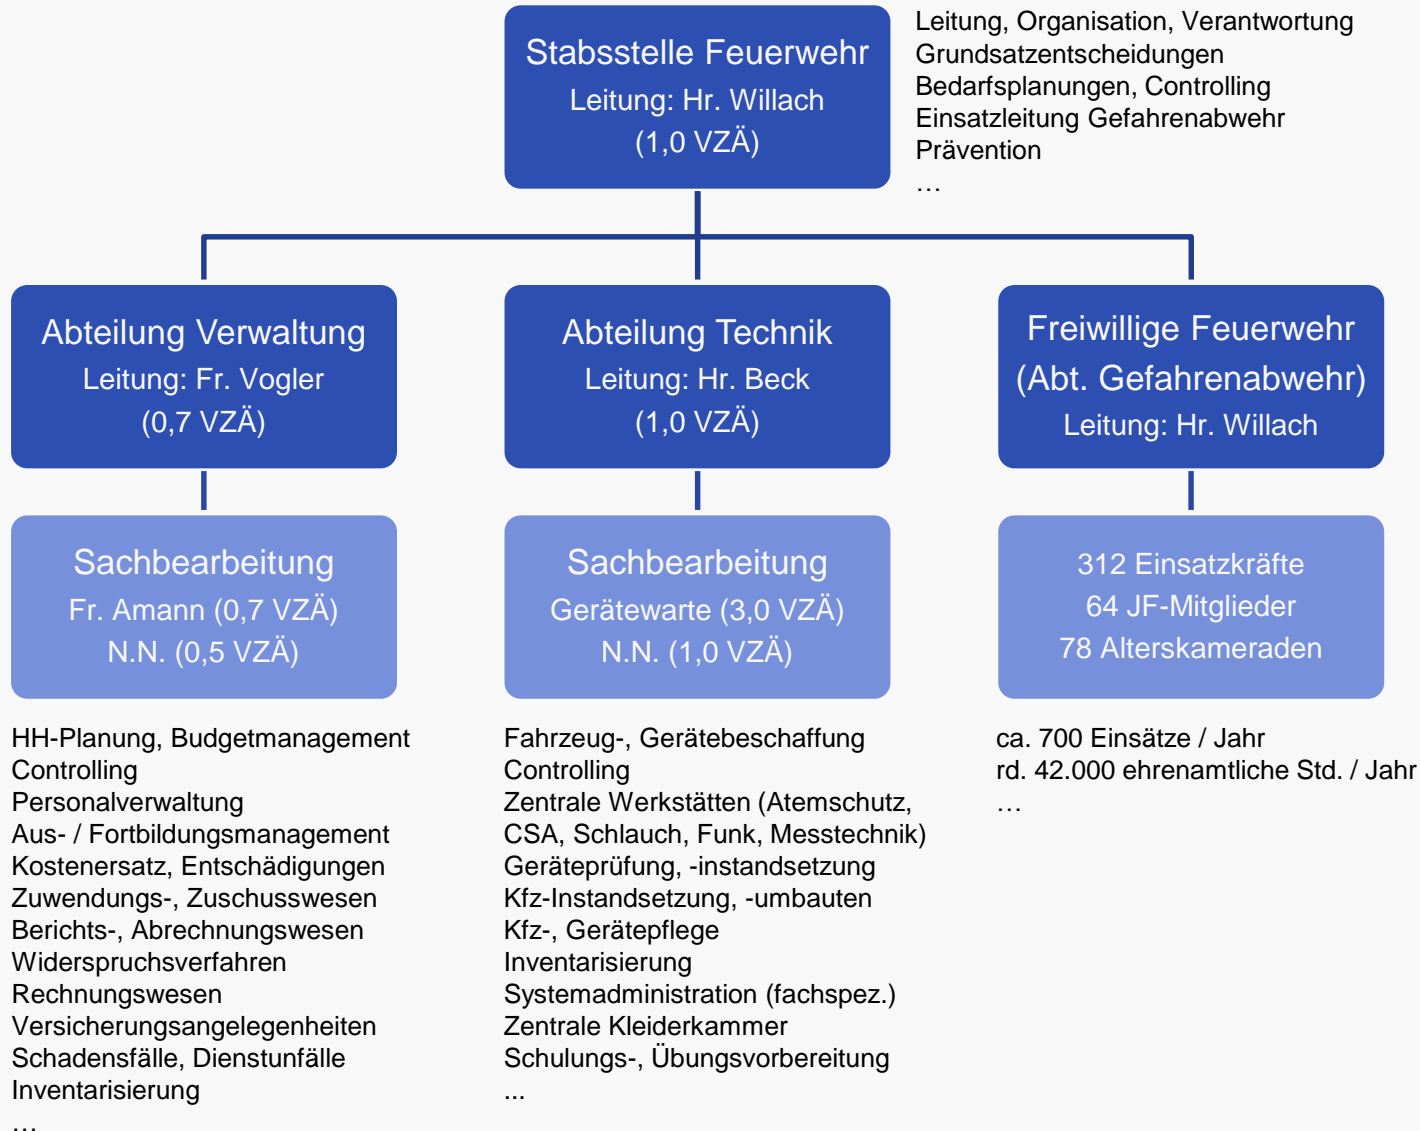 Stabsstelle Feuerwehr
Leitung: Hr. Willach
(1,0 VZÄ)
Leitung, Organisation, Verantwortung
Grundsatzentscheidungen
Bedarfsplanungen, Controlling
Einsatzleitung Gefahrenabwehr
Prävention
…
Abteilung Verwaltung
Leitung: Fr. Vogler
(0,7 VZÄ)
Abteilung Technik
Leitung: Hr. Beck
(1,0 VZÄ)
Freiwillige Feuerwehr
(Abt. Gefahrenabwehr)
Leitung: Hr. Willach
Sachbearbeitung
Fr. Amann (0,7 VZÄ)
N.N. (0,5 VZÄ)
Sachbearbeitung
Gerätewarte (3,0 VZÄ)
N.N. (1,0 VZÄ)
312 Einsatzkräfte
64 JF-Mitglieder
78 Alterskameraden
HH-Planung, Budgetmanagement
Controlling
Personalverwaltung
Aus- / Fortbildungsmanagement
Kostenersatz, Entschädigungen
Zuwendungs-, Zuschusswesen
Berichts-, Abrechnungswesen
Widerspruchsverfahren
Rechnungswesen
Versicherungsangelegenheiten
Schadensfälle, Dienstunfälle
Inventarisierung
…
Fahrzeug-, Gerätebeschaffung
Controlling
Zentrale Werkstätten (Atemschutz,
CSA, Schlauch, Funk, Messtechnik)
Geräteprüfung, -instandsetzung
Kfz-Instandsetzung, -umbauten
Kfz-, Gerätepflege
Inventarisierung
Systemadministration (fachspez.)
Zentrale Kleiderkammer
Schulungs-, Übungsvorbereitung
...
ca. 700 Einsätze / Jahr
rd. 42.000 ehrenamtliche Std. / Jahr
…